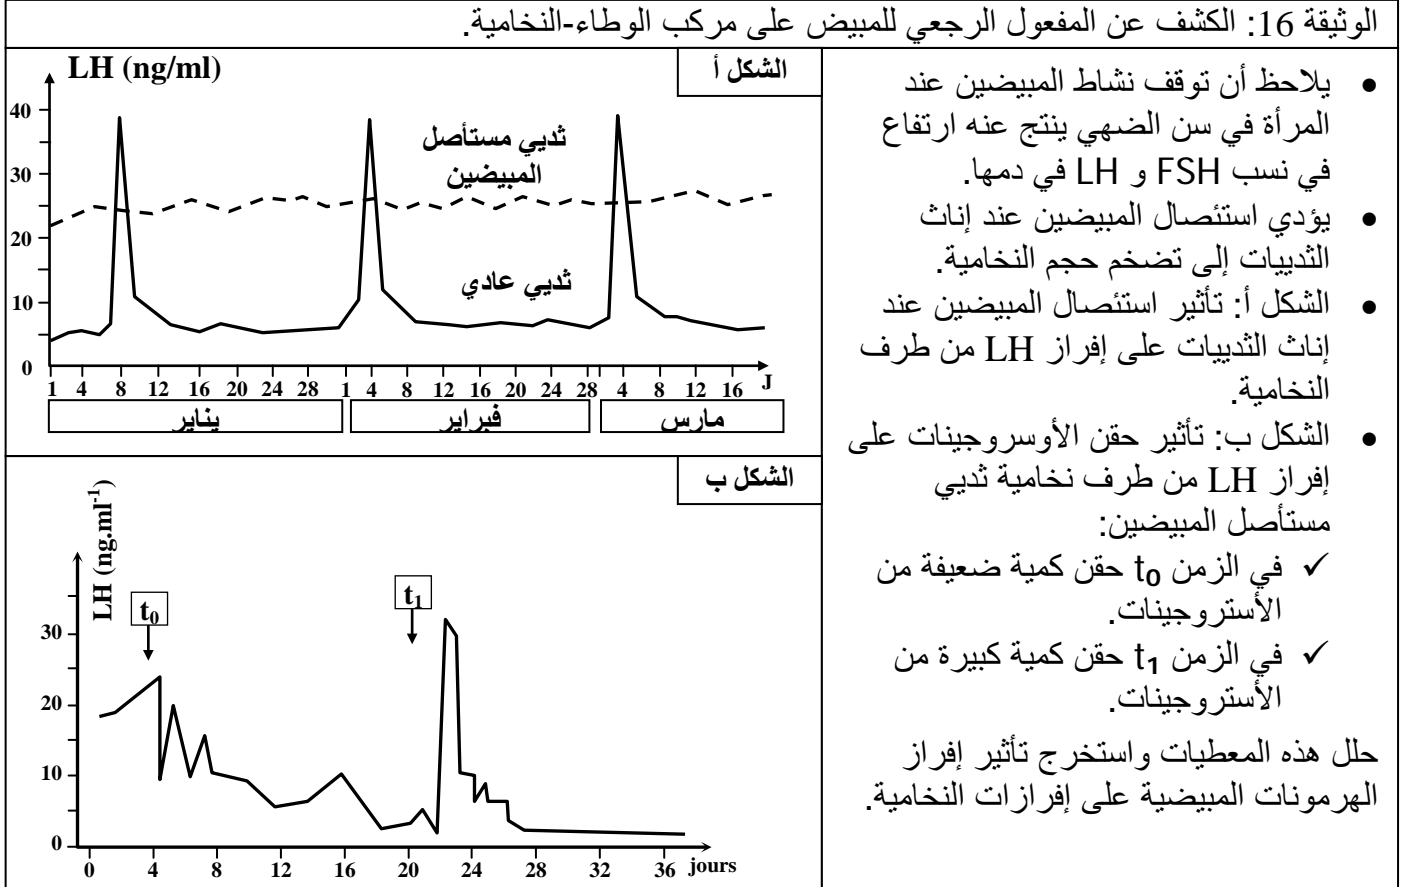 الوثيقة 16: الكشف عن المفعول الرجعي للمبيض على مركب الوطاء-النخامية.
• يلاحظ أن توقف نشاط المبيضين عند
المرأة في سن الضهي ينتج عنه ارتفاع
في نسب FSH و LH في دمها.
• يؤدي استئصال المبيضين عند إناث
الثدييات إلى تضخم حجم النخامية.
• الشكل أ: تأثير استئصال المبيضين عند
إناث الثدييات على إفراز LH من طرف
النخامية.
• الشكل ب: تأثير حقن الأوسروجينات على
إفراز LH من طرف نخامية ثديي
مستأصل المبيضين:
✓ في الزمن t0 حقن كمية ضعيفة من
الأستروجينات.
✓ في الزمن t1 حقن كمية كبيرة من
الأستروجينات.
حلل هذه المعطيات واستخرج تأثير إفراز
الهرمونات المبيضية على إفرازات النخامية.
الشكل أ
LH (ng/ml)
40
30
20
10
0
ثديي مستأصل
المبيضين
ثديي عادي
1 4 8 12 16 20 24 28 1 4 8 12 16 20 24 28 4 8 12 16 J
يناير فبراير مارس
الشكل ب
LH (ng.ml-1)
t0
t1
30
20
10
0
0 4 8 12 16 20 24 28 32 36 jours